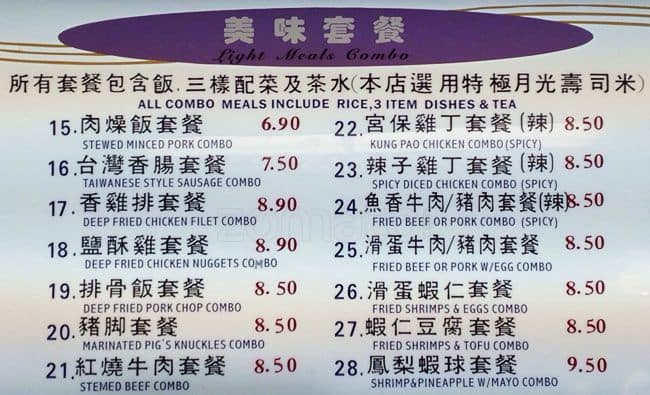 美味套餐
Light Meals Combo
所有套餐包含飯.三樣配菜及茶水(本店選用特極月光壽司米)
ALL COMBO MEALS INCLUDE RICE,3 ITEM DISHES & TEA
15.肉燥飯套餐 6.90
STEWED MINCED PORK COMBO
16.台灣香腸套餐 7.50
TAIWANESE STYLE SAUSAGE COMBO
17.香雞排套餐 8.90
DEEP FRIED CHICKEN FILET COMBO
18.鹽酥雞套餐 8.90
DEEP FRIED CHICKEN NUGGETS COMBO
19.排骨飯套餐 8.50
DEEP FRIED PORK CHOP COMBO
20.豬脚套餐 8.50
MARINATED PIG'S KNUCKLES COMBO
21.紅燒牛肉套餐 8.50
STEMED BEEF COMBO
22.宮保雞丁套餐(辣) 8.50
KUNG PAO CHICKEN COMBO (SPICY)
23.辣子雞丁套餐(辣) 8.50
SPICY DICED CHICKEN COMBO (SPICY)
24.魚香牛肉/豬肉套餐(辣)8.50
FRIED BEEF OR PORK COMBO (SPICY)
25.滑蛋牛肉/豬肉套餐 8.50
FRIED BEEF OR PORK W/EGG COMBO
26.滑蛋蝦仁套餐 8.50
FRIED SHRIMPS & EGGS COMBO
27.蝦仁豆腐套餐 8.50
FRIED SHRIMPS & TOFU COMBO
28.鳳梨蝦球套餐 9.50
SHRIMP&PINEAPPLE W/MAYO COMBO